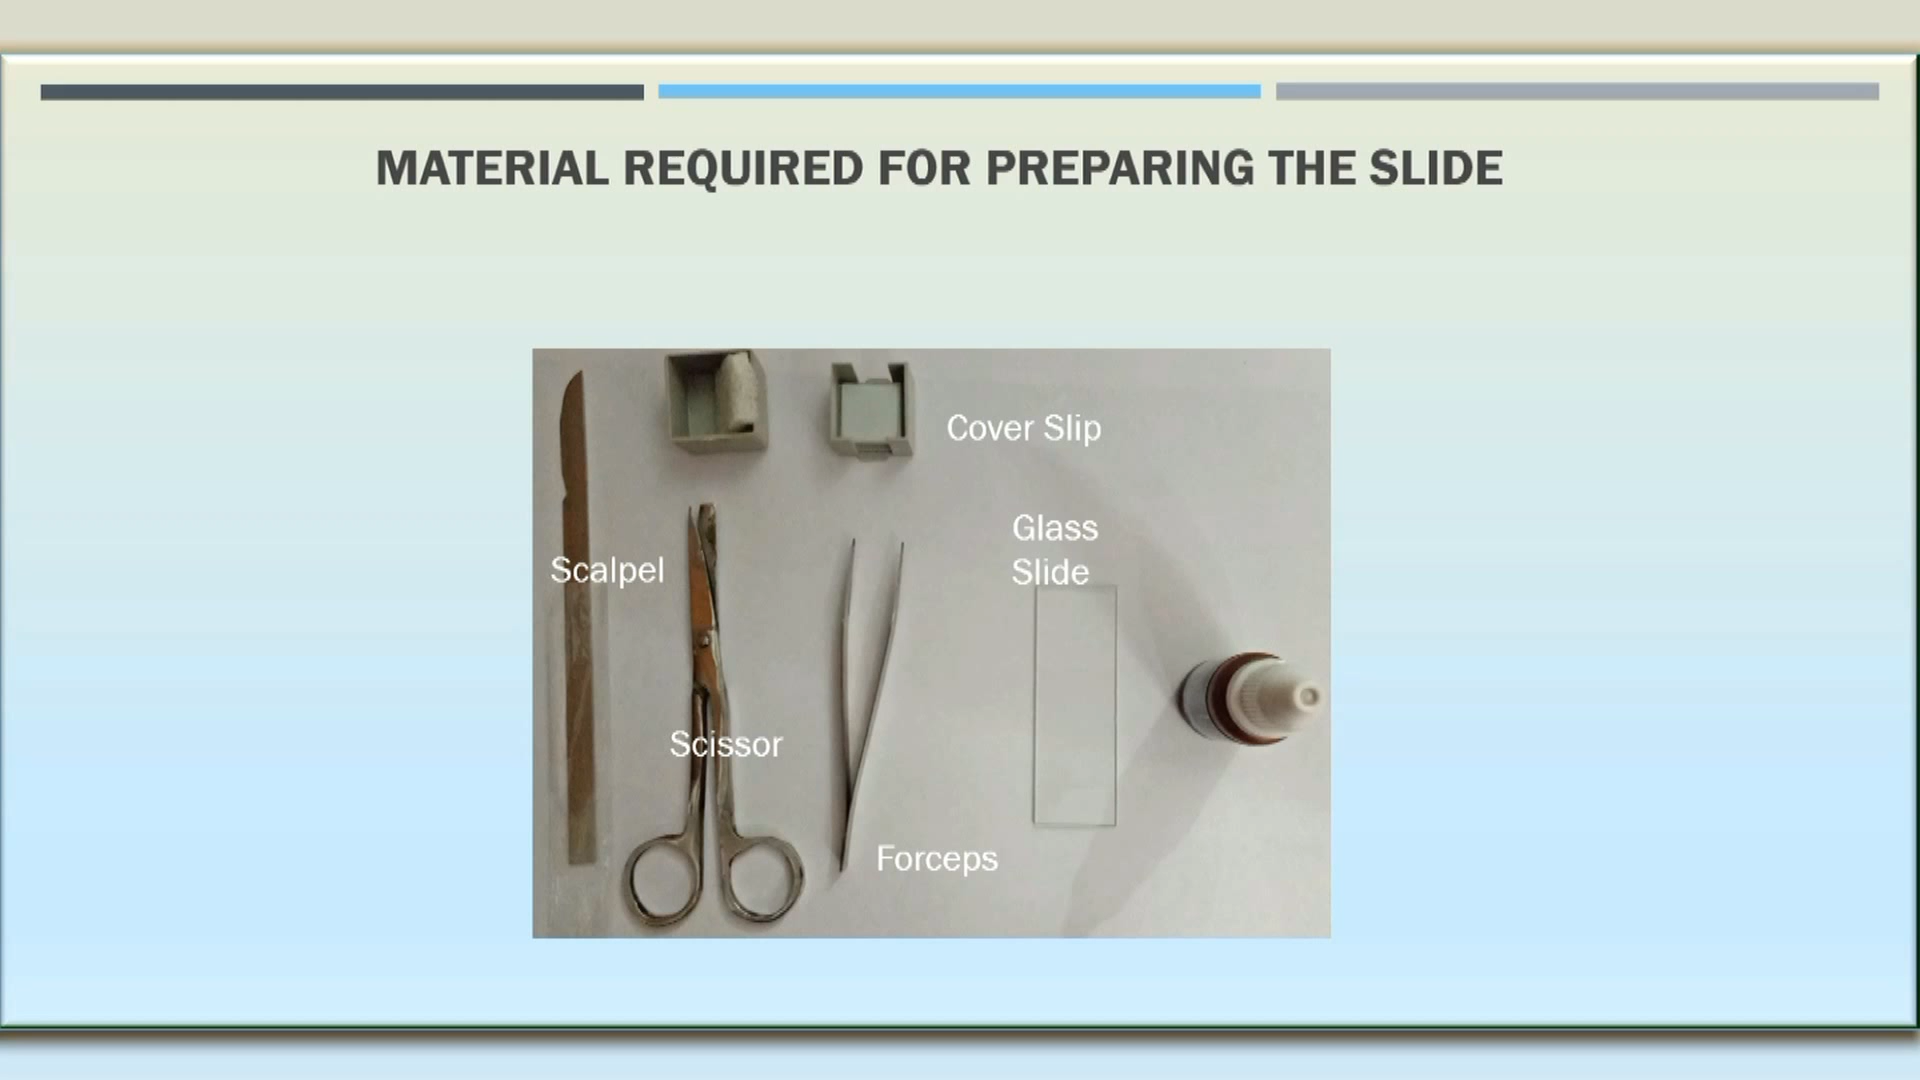 MATERIAL REQUIRED FOR PREPARING THE SLIDE
Cover Slip
Glass
Slide
Scalpel
Scissor
Forceps